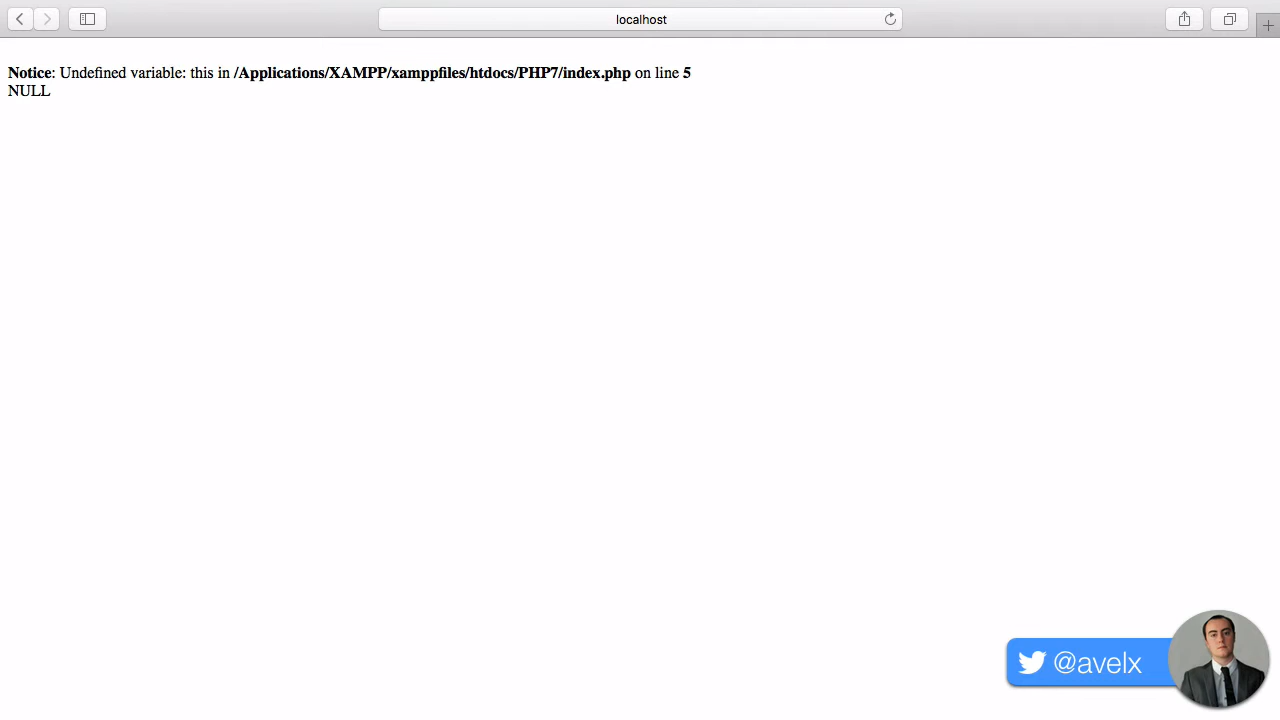 localhost
Notice: Undefined variable: this in /Applications/XAMPP/xamppfiles/htdocs/PHP7/index.php on line 5
NULL
@avelx